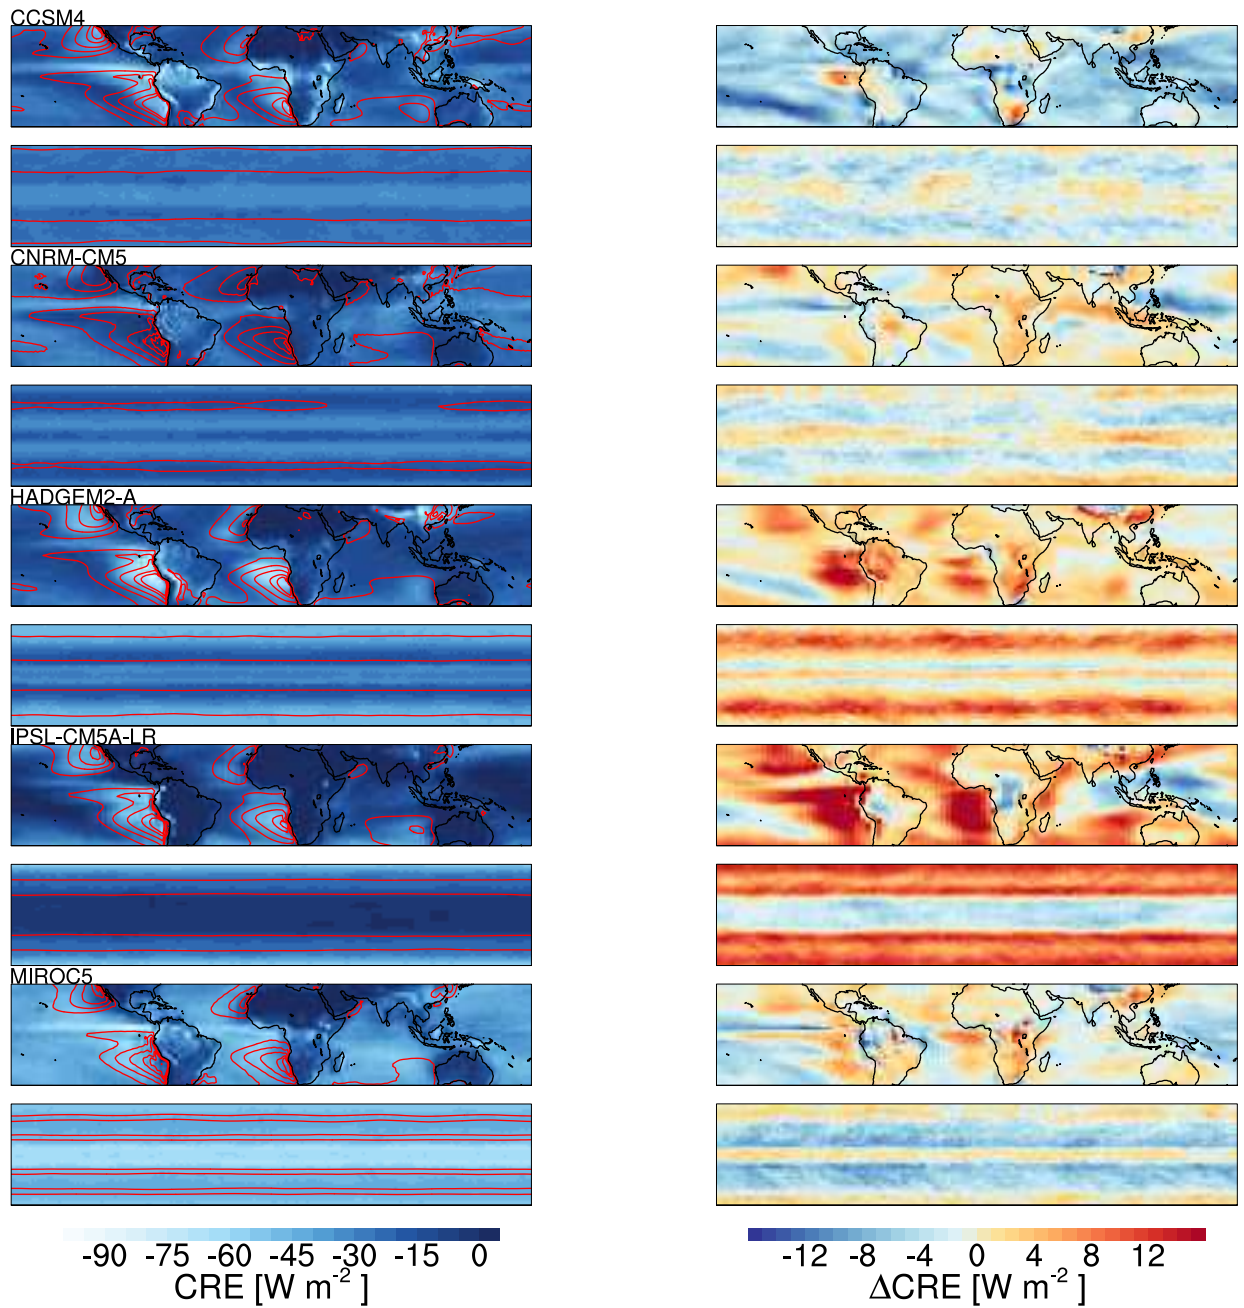 CCSM4
CNRM-CM5
HADGEM2-A
IPSL-CM5A-LR
MIROC5
-90 -75 -60 -45 -30 -15 0
CRE [W m-2 ]
-12 -8 -4 0 4 8 12
ΔCRE [W m-2 ]